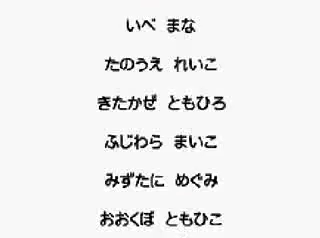 いべ まな
たのうえ れいこ
きたかぜ ともひろ
ふじわら まいこ
みずたに めぐみ
おおくぼ ともひこ